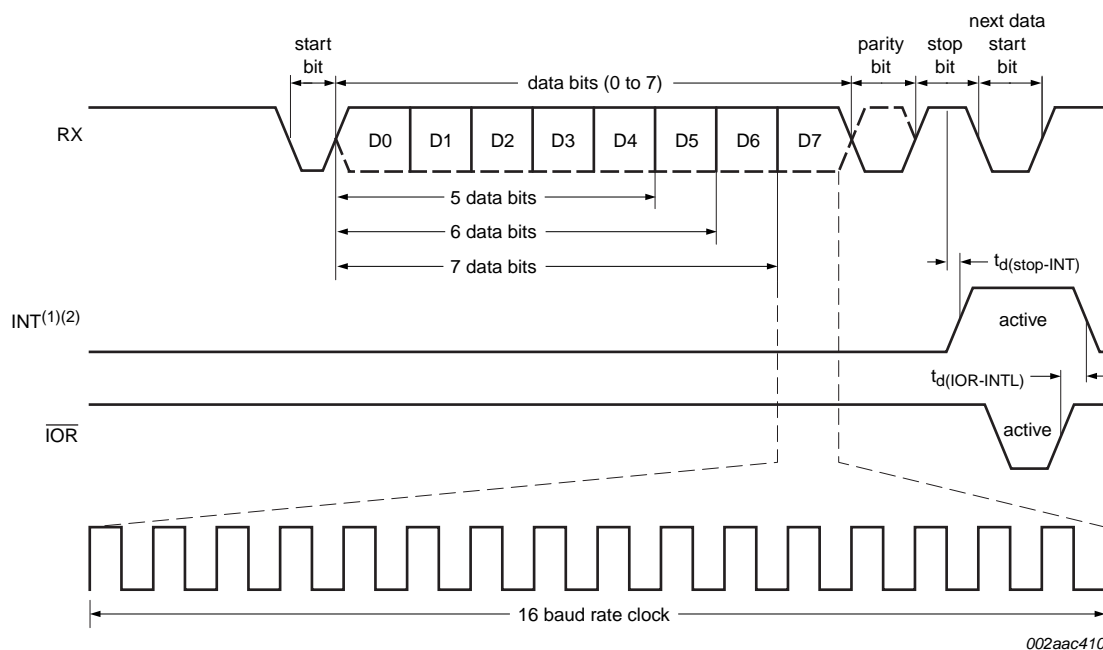 start
bit
data bits (0 to 7)
parity
bit
stop
bit
next data
start
bit
RX
D0 D1 D2 D3 D4 D5 D6 D7
5 data bits
6 data bits
7 data bits
td(stop-INT)
INT(1)(2)
active
td(IOR-INTL)
IOR
active
16 baud rate clock
002aac410